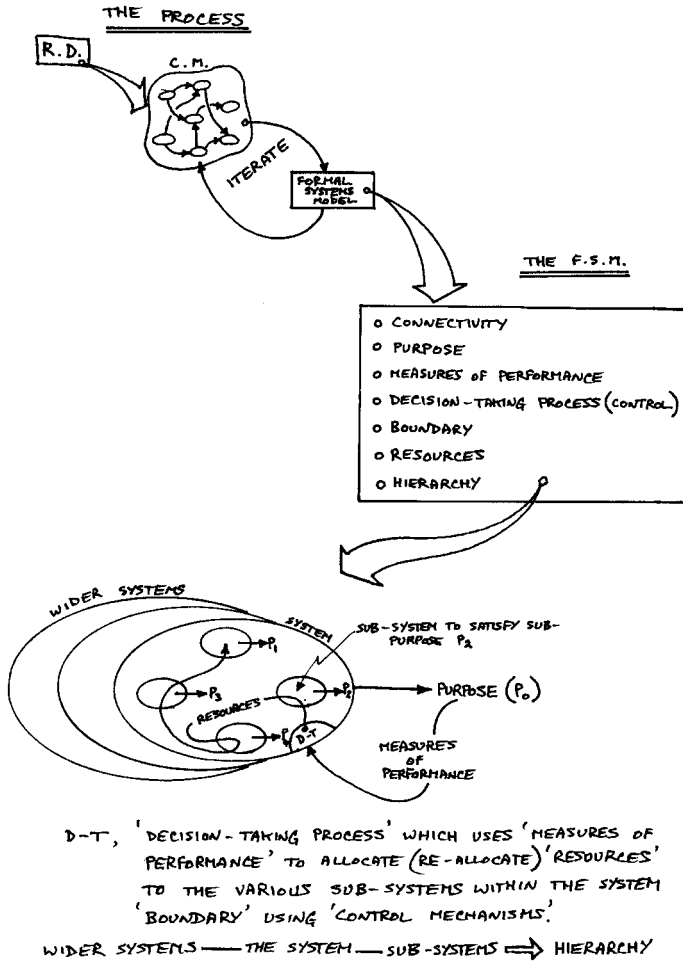 THE PROCESS
R.D.
C.M.
ITERATE
FORMAL
SYSTEMS
MODEL
THE F.S.M.
o CONNECTIVITY
o PURPOSE
o MEASURES OF PERFORMANCE
o DECISION-TAKING PROCESS (CONTROL)
o BOUNDARY
o RESOURCES
o HIERARCHY
WIDER SYSTEMS
SYSTEM
SUB-SYSTEM TO SATISFY SUB-
PURPOSE P2
P1
P3
P2
RESOURCES
P
D-T
PURPOSE (P0)
MEASURES
OF
PERFORMANCE
D-T, 'DECISION-TAKING PROCESS' WHICH USES 'MEASURES OF
PERFORMANCE' TO ALLOCATE (RE-ALLOCATE) 'RESOURCES'
TO THE VARIOUS SUB-SYSTEMS WITHIN THE SYSTEM
'BOUNDARY' USING 'CONTROL MECHANISMS'.
WIDER SYSTEMS — THE SYSTEM — SUB-SYSTEMS ⇒ HIERARCHY